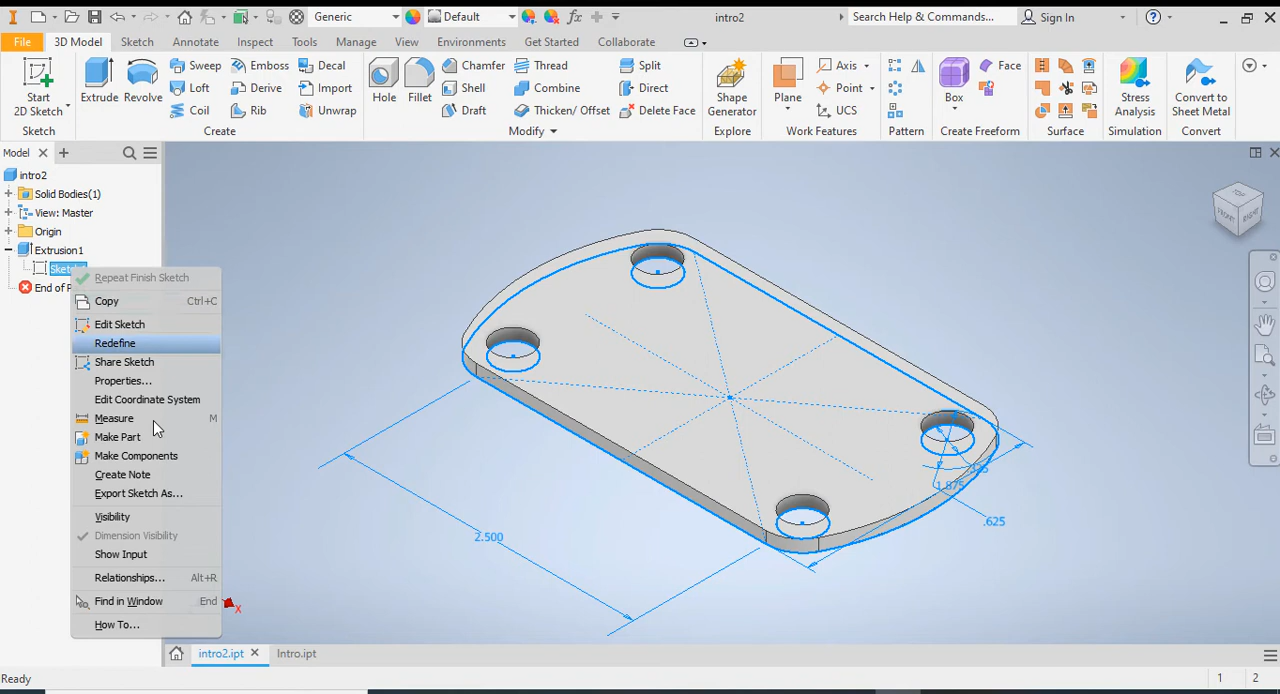 Generic
Default
intro2
Search Help & Commands...
Sign In
File
3D Model
Sketch
Annotate
Inspect
Tools
Manage
View
Environments
Get Started
Collaborate
Start
2D Sketch
Extrude
Revolve
Sweep
Emboss
Decal
Loft
Derive
Import
Coil
Rib
Unwrap
Hole
Fillet
Chamfer
Thread
Split
Shell
Combine
Direct
Draft
Thicken/ Offset
Delete Face
Shape
Generator
Plane
Axis
Point
UCS
Box
Face
Stress
Analysis
Convert to
Sheet Metal
Sketch
Create
Modify
Explore
Work Features
Pattern
Create Freeform
Surface
Simulation
Convert
Model
intro2
Solid Bodies(1)
View: Master
Origin
Extrusion1
End of
Repeat Finish Sketch
Copy Ctrl+C
Edit Sketch
Redefine
Share Sketch
Properties...
Edit Coordinate System
Measure M
Make Part
Make Components
Create Note
Export Sketch As...
Visibility
Dimension Visibility
Show Input
Relationships... Alt+R
Find in Window End
How To...
TOP
FRONT
RIGHT
1.875
.625
2.500
X
intro2.ipt
Intro.ipt
Ready
1 2